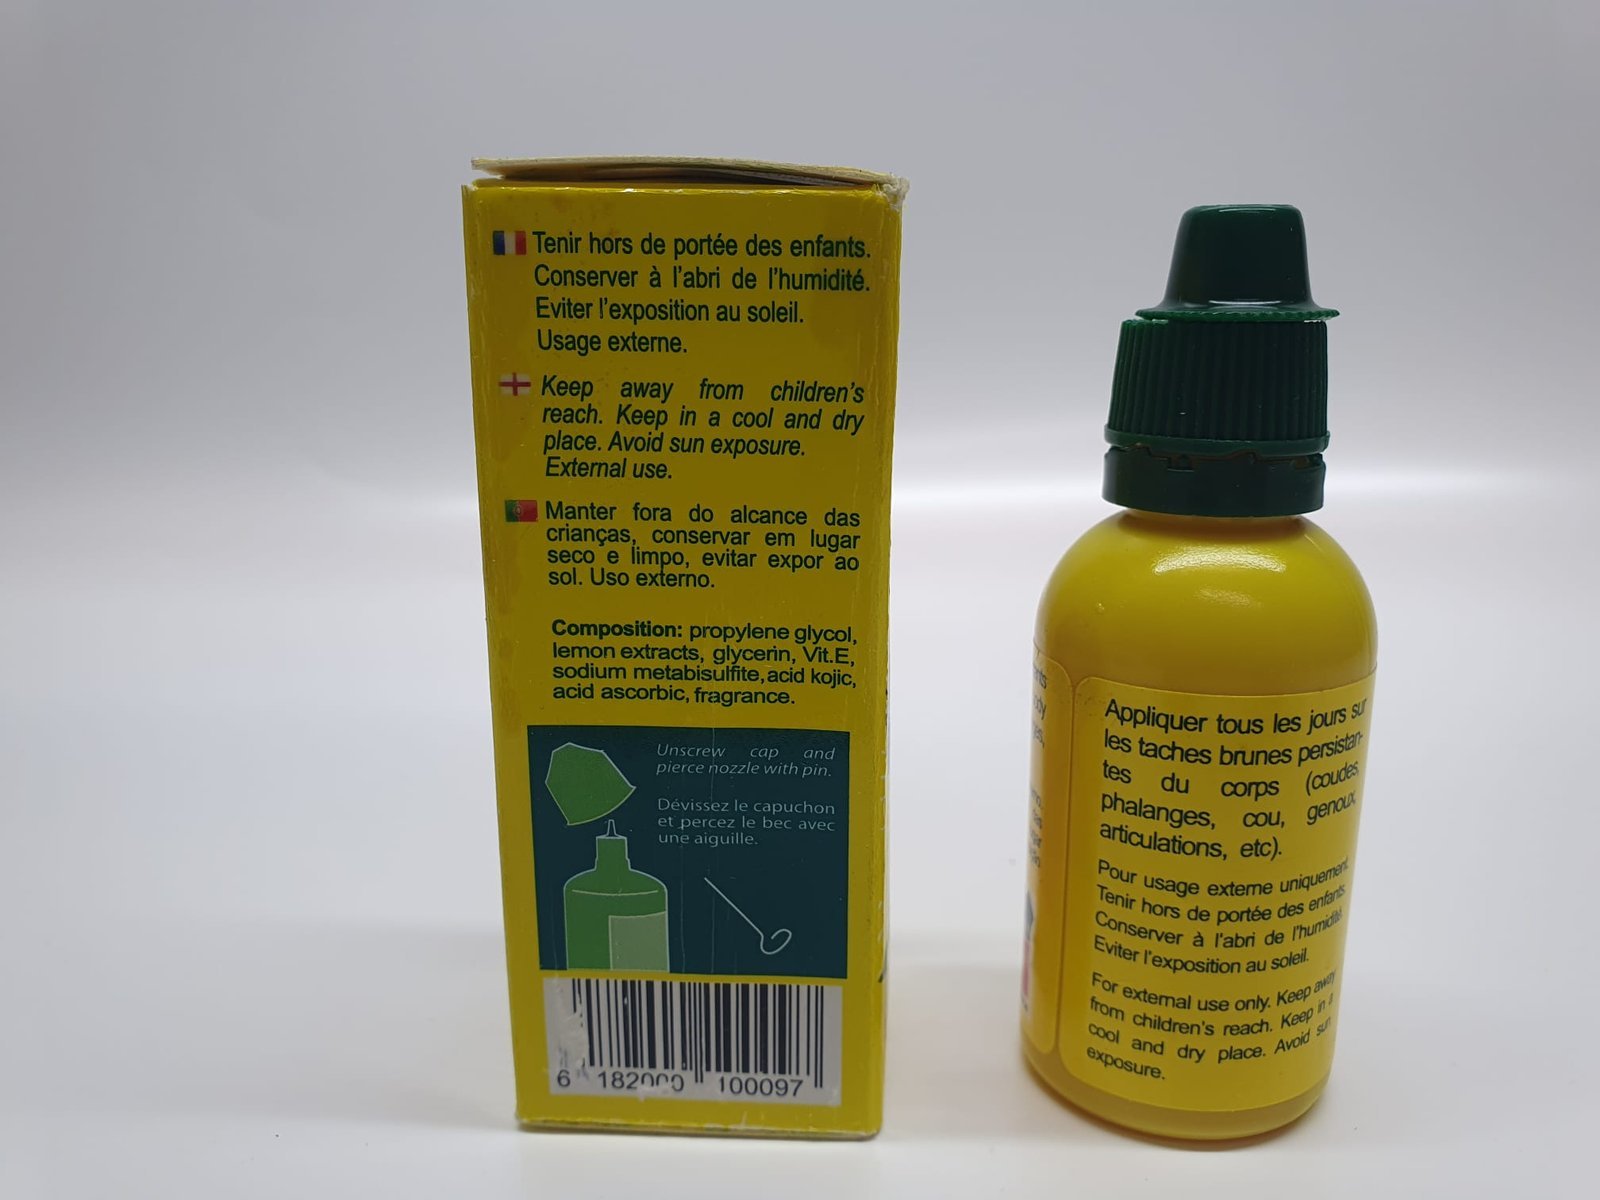 Tenir hors de portée des enfants.
Conserver à l'abri de l'humidité.
Eviter l'exposition au soleil.
Usage externe.
Keep away from children's
reach. Keep in a cool and dry
place. Avoid sun exposure.
External use.
Manter fora do alcance das
crianças, conservar em lugar
seco e limpo, evitar expor ao
sol. Uso externo.
Composition: propylene glycol,
lemon extracts, glycerin, Vit.E,
sodium metabisulfite, acid kojic,
acid ascorbic, fragrance.
Unscrew cap and
pierce nozzle with pin.
Dévissez le capuchon
et percez le bec avec
une aiguille.
6 182000 100097
Appliquer tous les jours sur
les taches brunes persistan-
tes du corps (coudes,
phalanges, cou, genoux,
articulations, etc).
Pour usage externe uniquement.
Tenir hors de portée des enfants.
Conserver à l'abri de l'humidité.
Eviter l'exposition au soleil.
For external use only. Keep away
from children's reach. Keep in a
cool and dry place. Avoid sun
exposure.